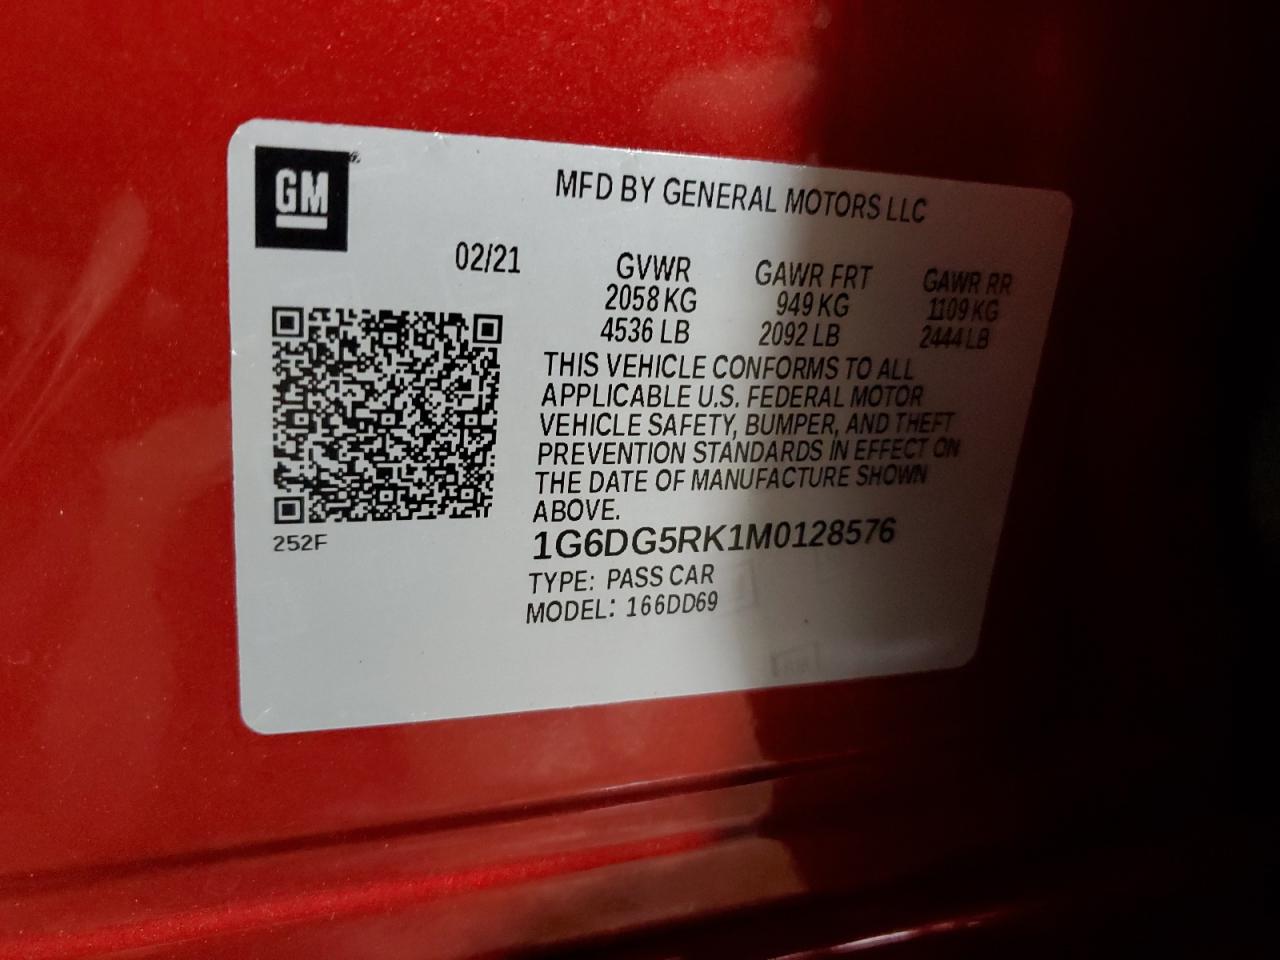 GM
MFD BY GENERAL MOTORS LLC
02/21
GVWR GAWR FRT GAWR RR
2058 KG 949 KG 1109 KG
4536 LB 2092 LB 2444 LB
THIS VEHICLE CONFORMS TO ALL
APPLICABLE U.S. FEDERAL MOTOR
VEHICLE SAFETY, BUMPER, AND THEFT
PREVENTION STANDARDS IN EFFECT ON
THE DATE OF MANUFACTURE SHOWN
ABOVE.
252F
1G6DG5RK1M0128576
TYPE: PASS CAR
MODEL: 166DD69